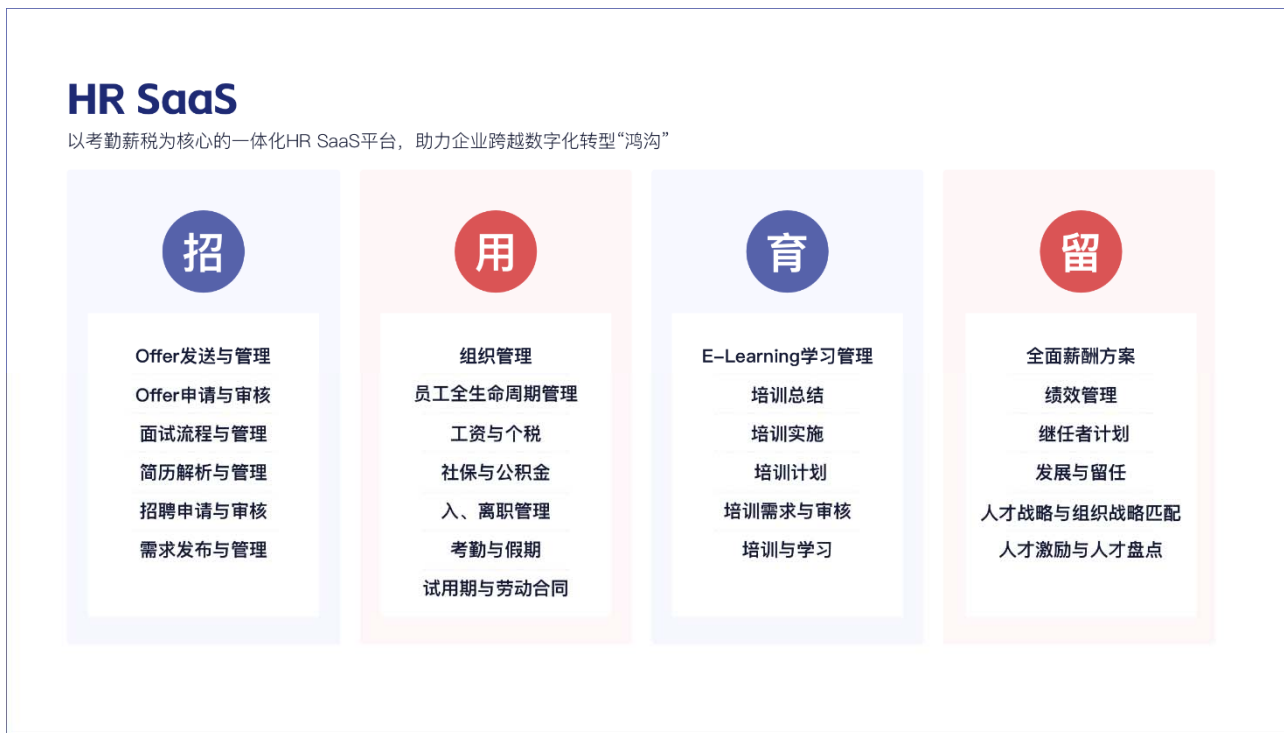 HR SaaS
以考勤薪税为核心的一体化HR SaaS平台，助力企业跨越数字化转型“鸿沟”
招
Offer发送与管理
Offer申请与审核
面试流程与管理
简历解析与管理
招聘申请与审核
需求发布与管理
用
组织管理
员工全生命周期管理
工资与个税
社保与公积金
入、离职管理
考勤与假期
试用期与劳动合同
育
E-Learning学习管理
培训总结
培训实施
培训计划
培训需求与审核
培训与学习
留
全面薪酬方案
绩效管理
继任者计划
发展与留任
人才战略与组织战略匹配
人才激励与人才盘点